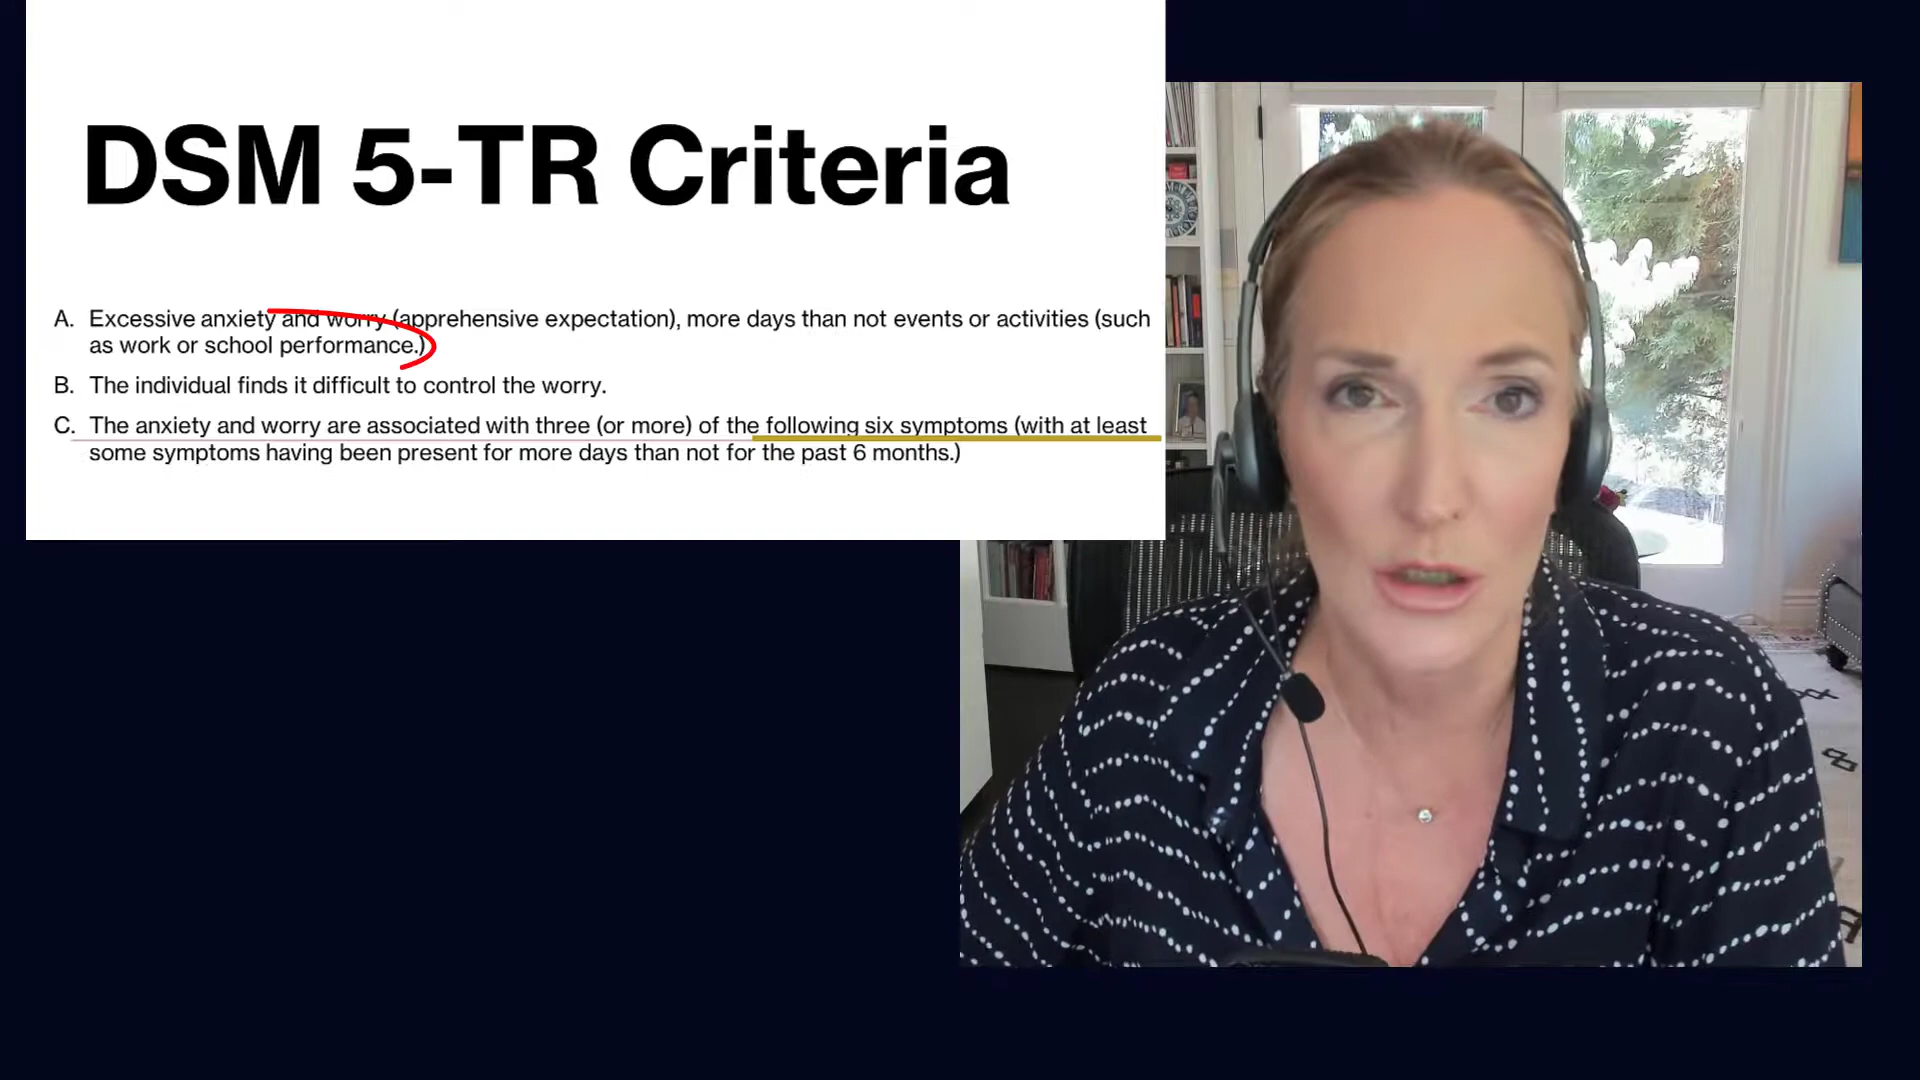 DSM 5-TR Criteria
A. Excessive anxiety and worry (apprehensive expectation), more days than not events or activities (such
as work or school performance.)
B. The individual finds it difficult to control the worry.
C. The anxiety and worry are associated with three (or more) of the following six symptoms (with at least
some symptoms having been present for more days than not for the past 6 months.)